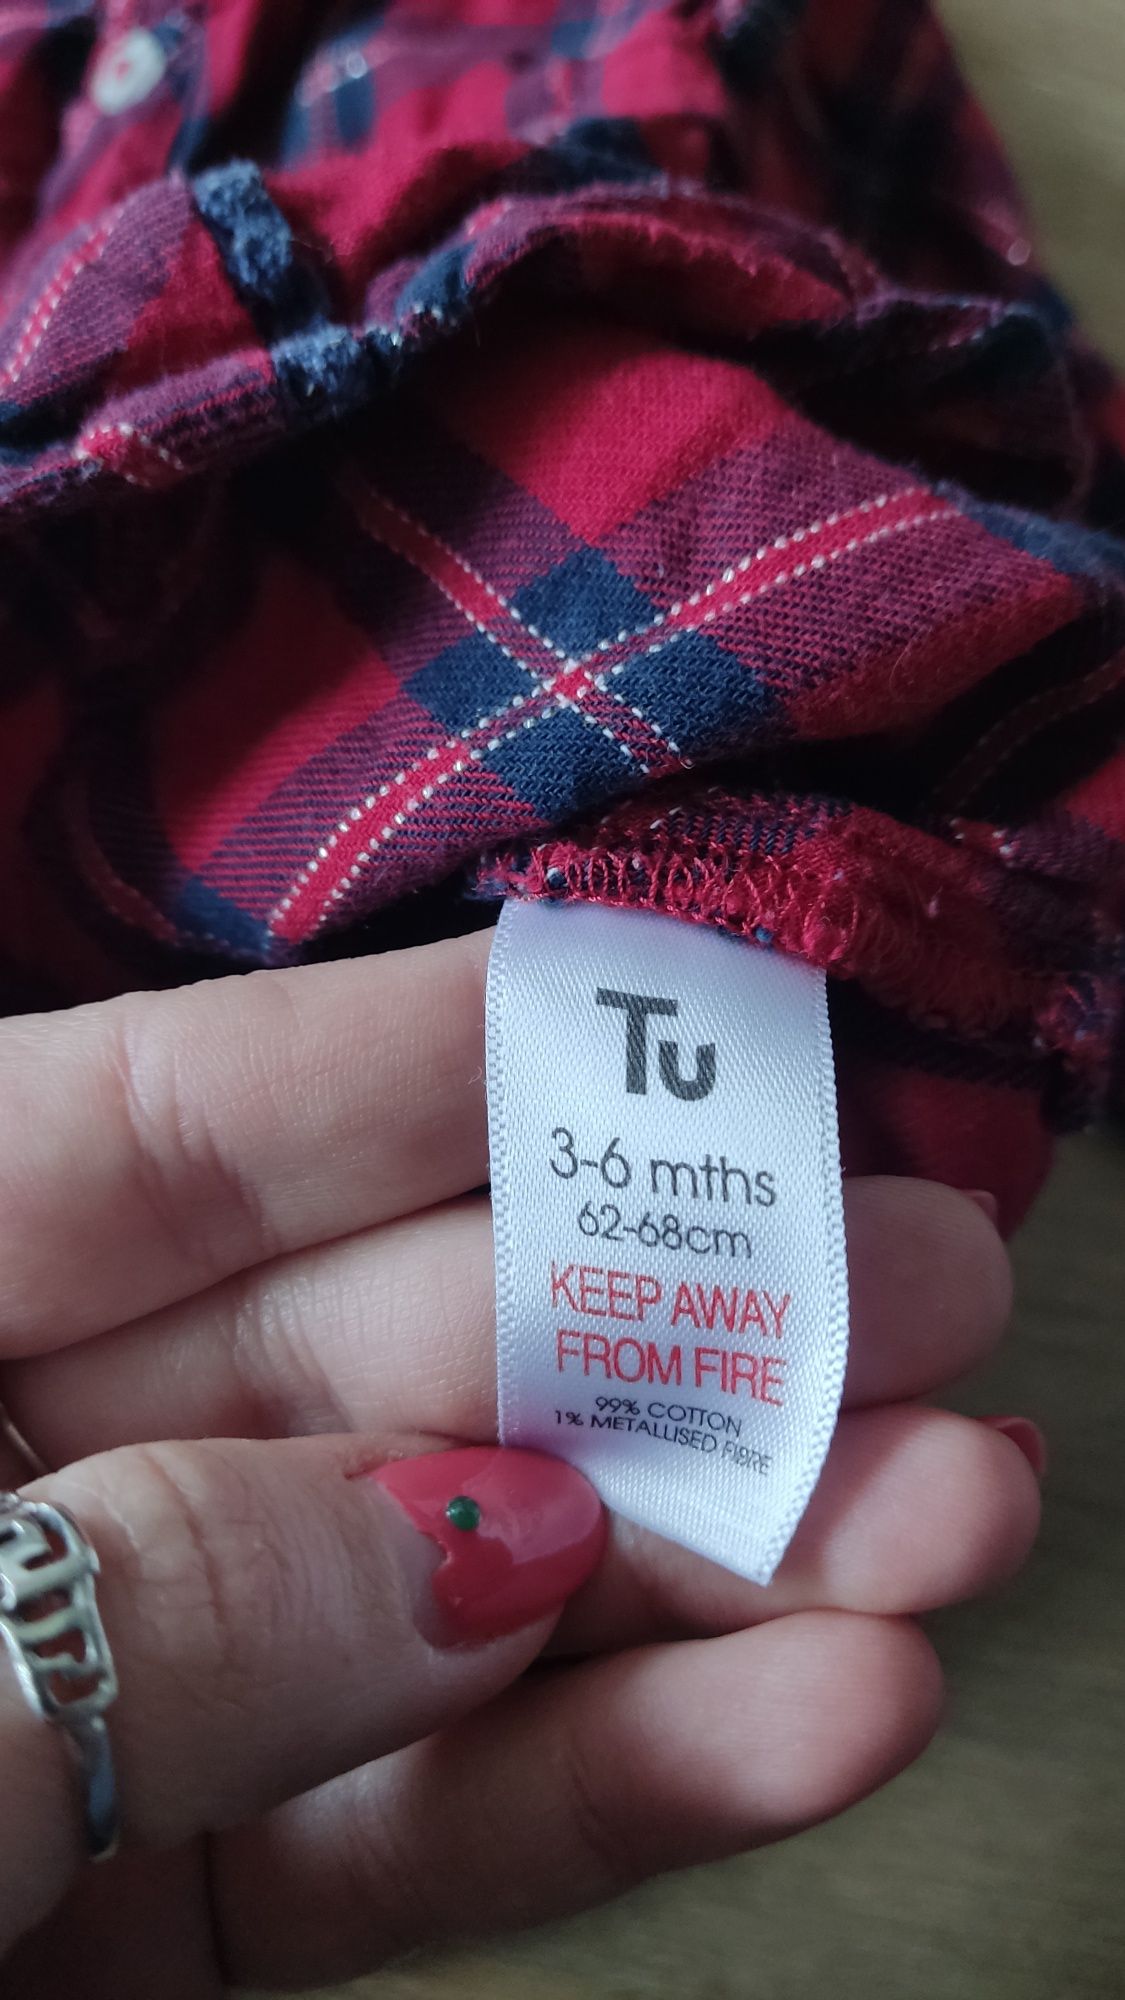 Tu
3-6 mths
62-68cm
KEEP AWAY
FROM FIRE
99% COTTON
1% METALLISED FIBRE